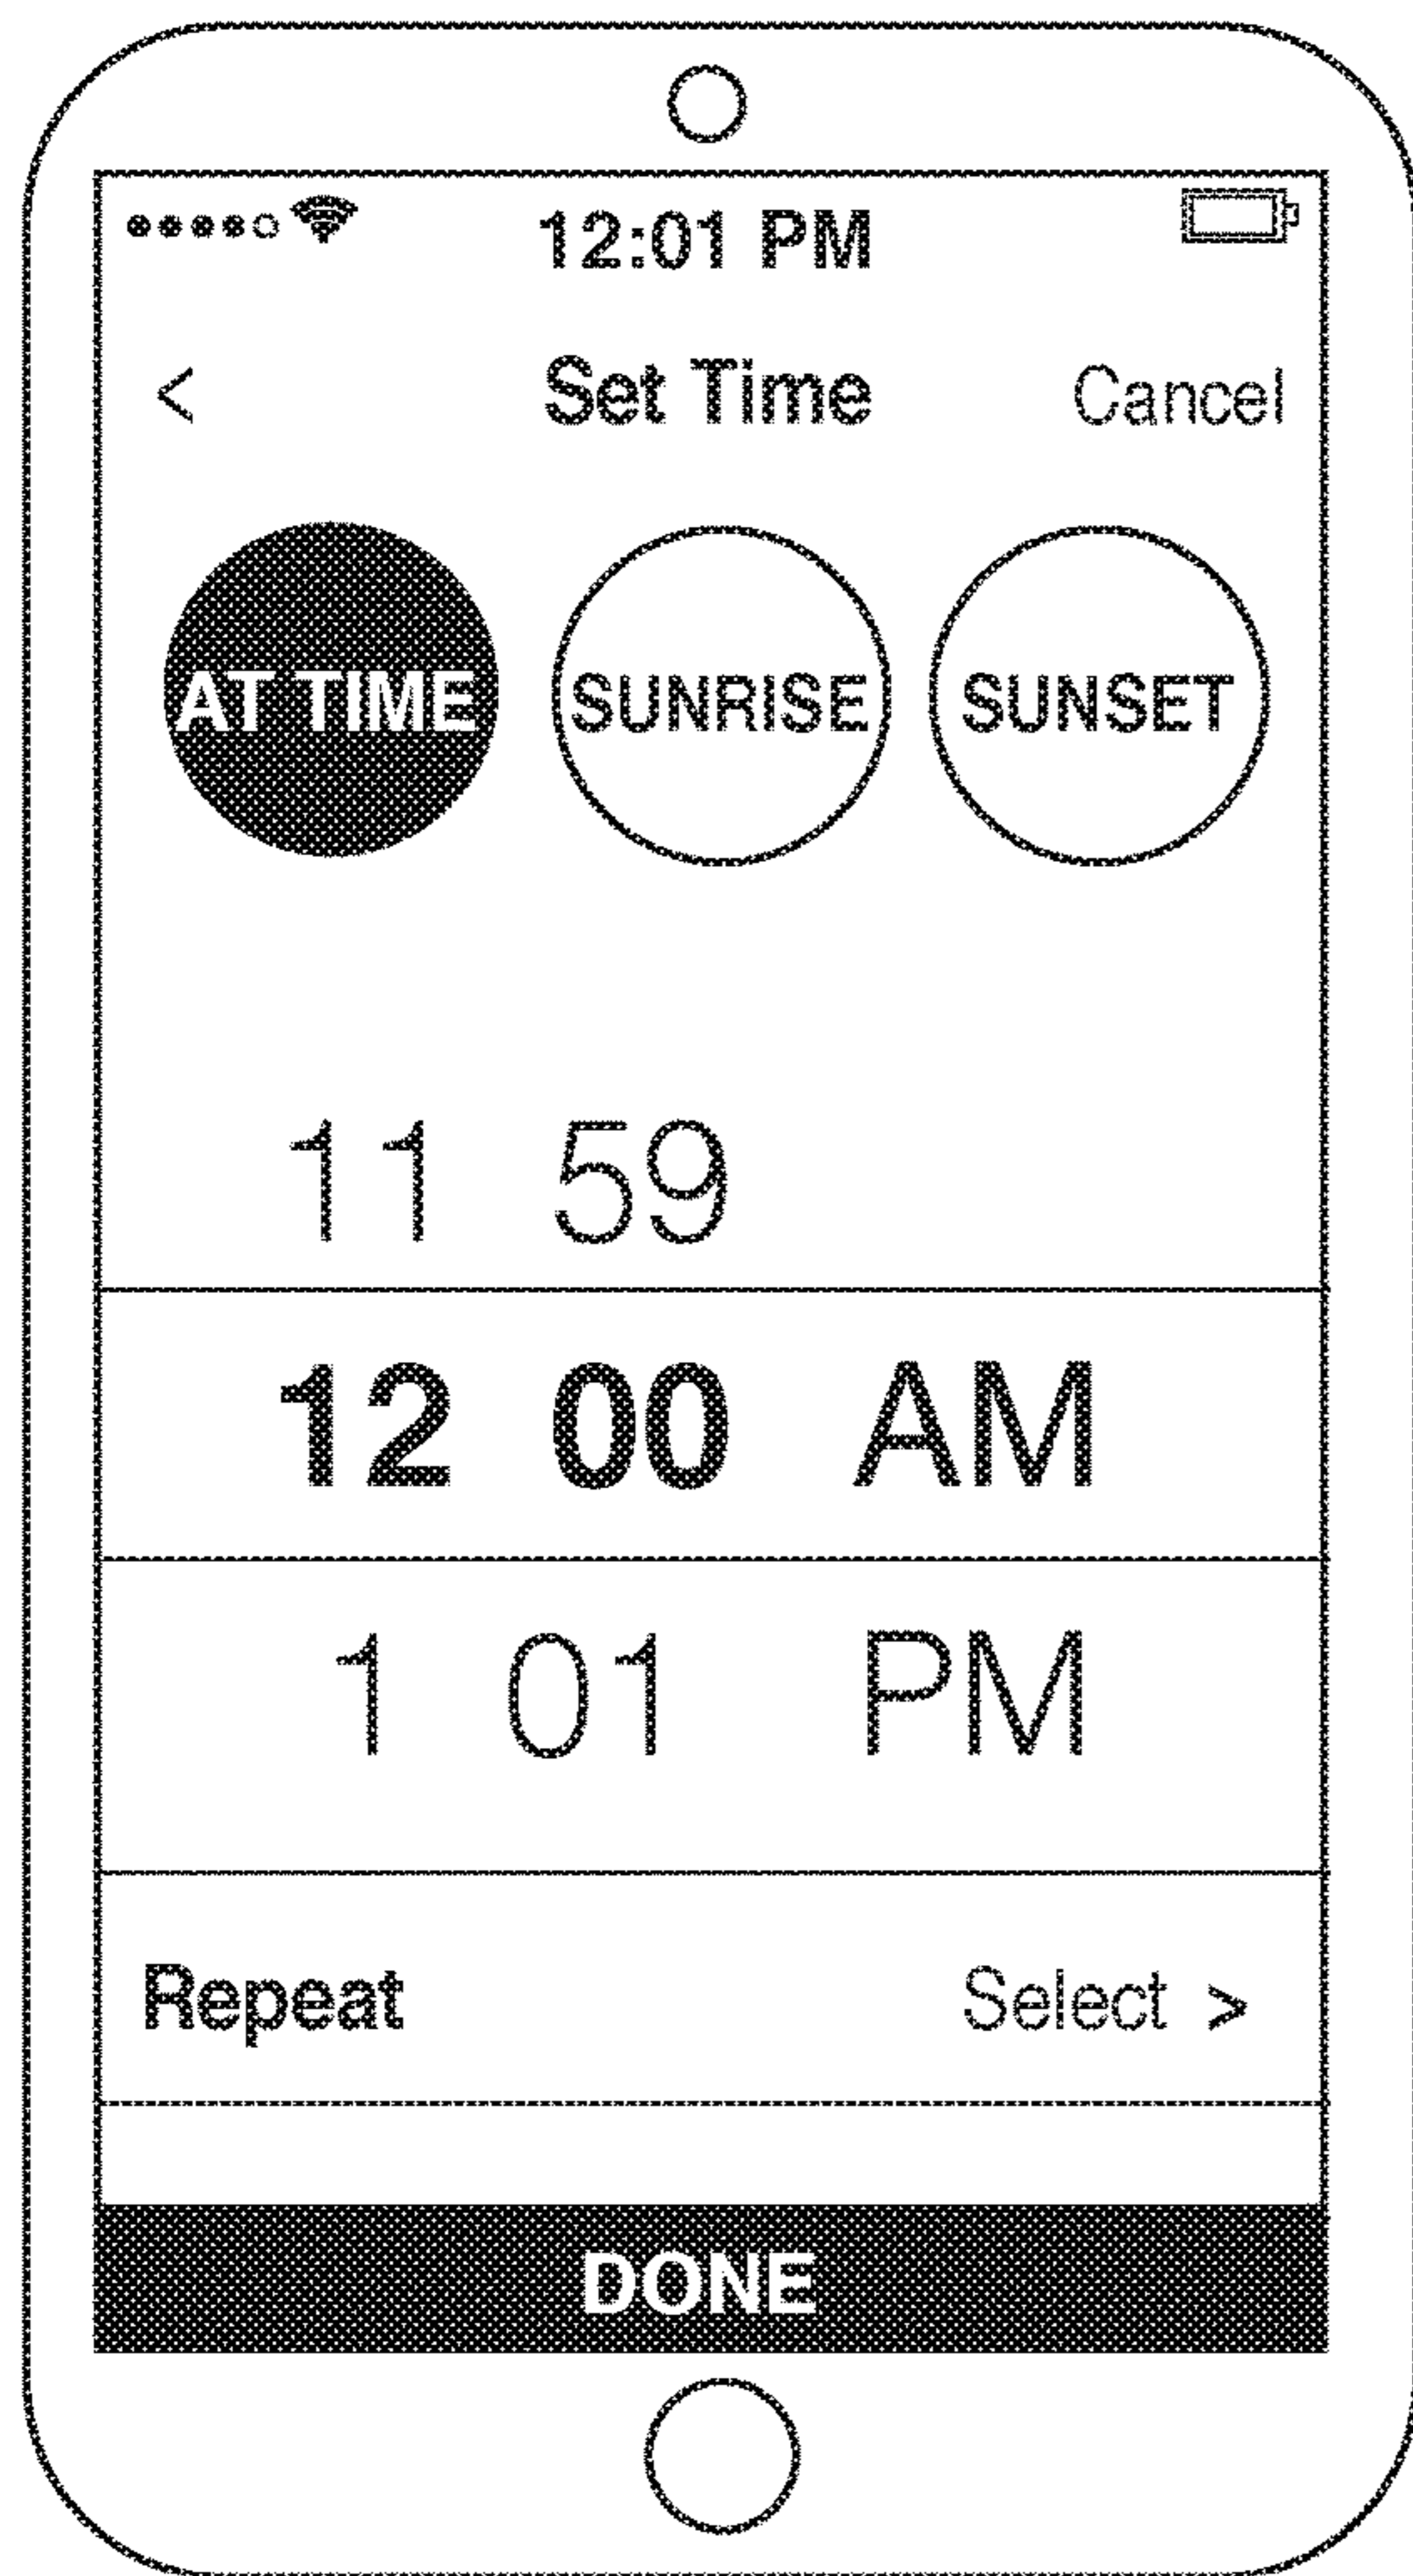 12:01 PM
< Set Time Cancel
AT TIME SUNRISE SUNSET
11 59
12 00 AM
1 01 PM
Repeat Select >
DONE